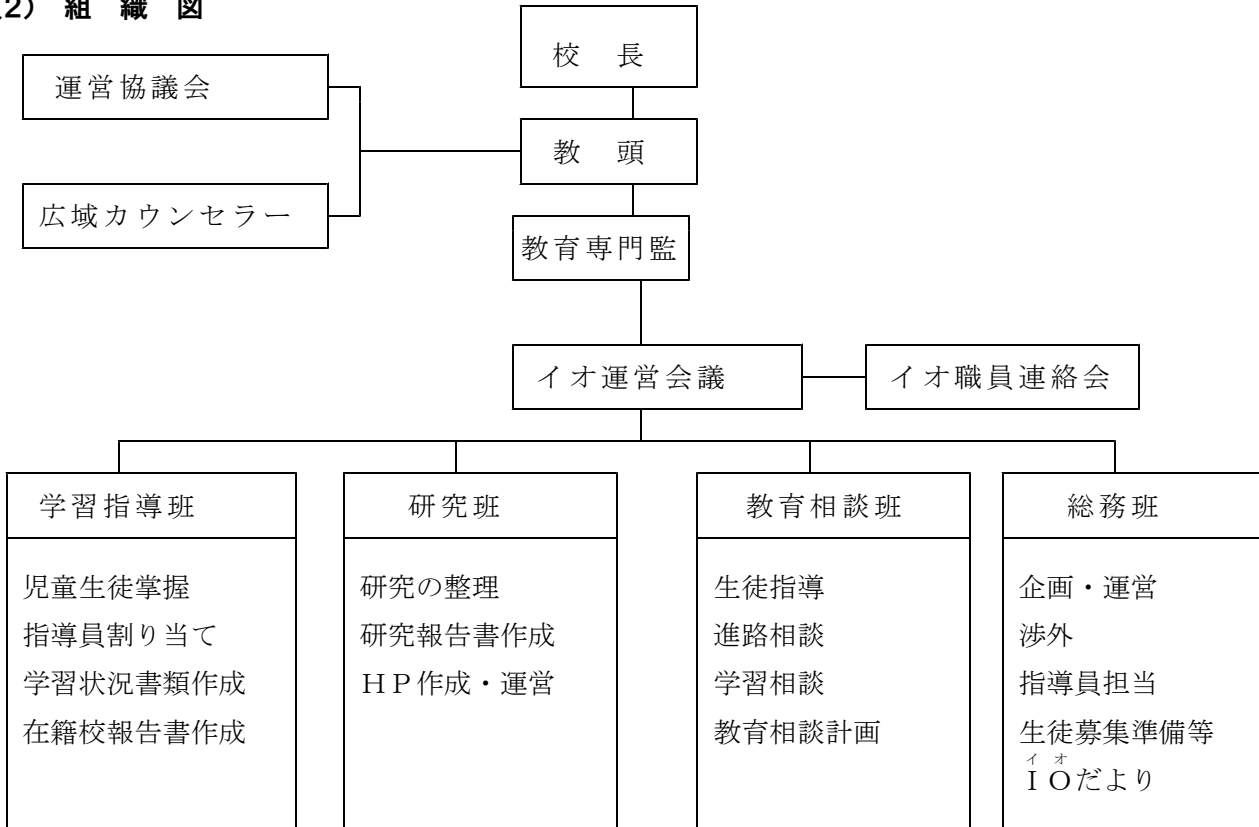 2） 組 織 図
校 長
運営協議会
教 頭
広域カウンセラー
教育専門監
イオ運営会議
イオ職員連絡会
学習指導班
児童生徒掌握
指導員割り当て
学習状況書類作成
在籍校報告書作成
研究班
研究の整理
研究報告書作成
ＨＰ作成・運営
教育相談班
生徒指導
進路相談
学習相談
教育相談計画
総務班
企画・運営
渉外
指導員担当
生徒募集準備等
イオ
ＩＯだより